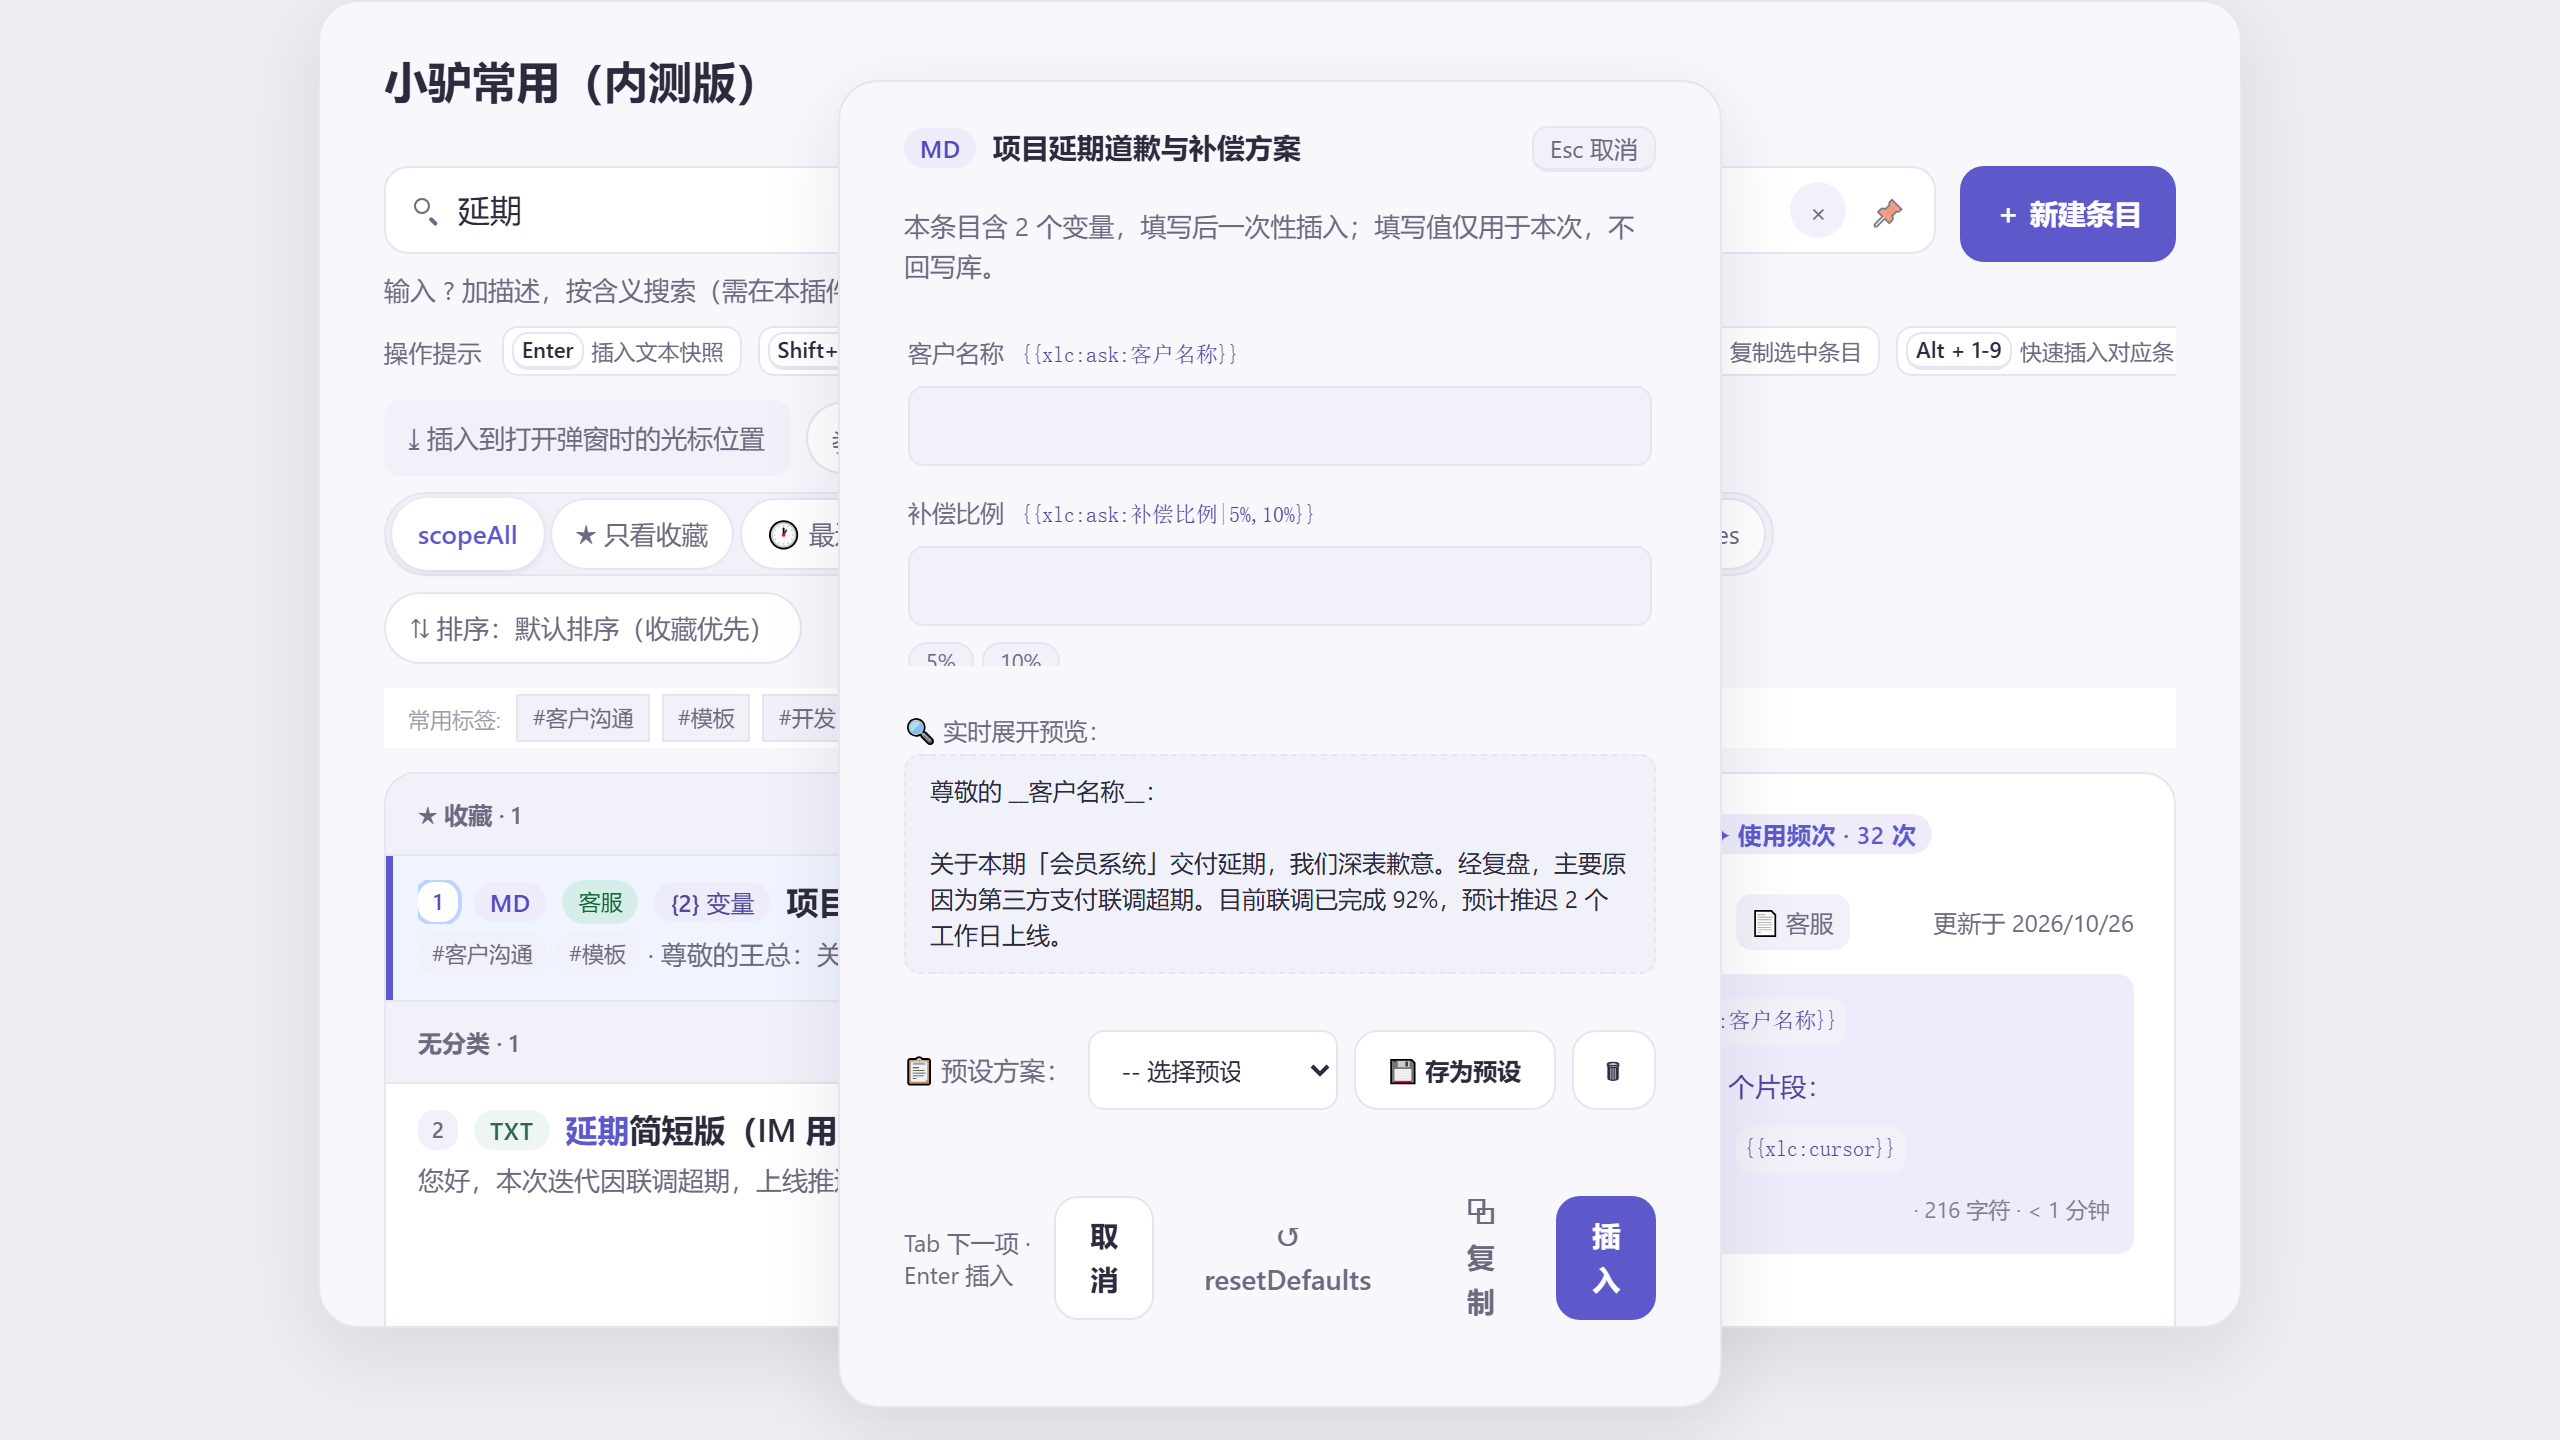 小驴常用（内测版）
延期
×
+ 新建条目
输入 ? 加描述，按含义搜索（需在本插
操作提示
Enter 插入文本快照
Shift+
复制选中条目
Alt + 1-9 快速插入对应条
插入到打开弹窗时的光标位置
scopeAll
★ 只看收藏
最
es
⇅ 排序：默认排序（收藏优先）
常用标签:
#客户沟通
#模板
#开发
★ 收藏 · 1
1
MD
客服
{2} 变量
项目
#客户沟通
#模板
· 尊敬的王总：关
无分类 · 1
2
TXT
延期简短版（IM 用
您好，本次迭代因联调超期，上线推
使用频次 · 32 次
客服
更新于 2026/10/26
:客户名称}}
个片段：
{{xlc:cursor}}
· 216 字符 · < 1 分钟
MD
项目延期道歉与补偿方案
Esc 取消
本条目含 2 个变量，填写后一次性插入；填写值仅用于本次，不
回写库。
客户名称 {{xlc:ask:客户名称}}
补偿比例 {{xlc:ask:补偿比例|5%,10%}}
5%
10%
实时展开预览：
尊敬的 __客户名称__：
关于本期「会员系统」交付延期，我们深表歉意。经复盘，主要原
因为第三方支付联调超期。目前联调已完成 92%，预计推迟 2 个
工作日上线。
预设方案：
-- 选择预设
存为预设
Tab 下一项 ·
Enter 插入
取
消
↺
resetDefaults
复
制
插
入